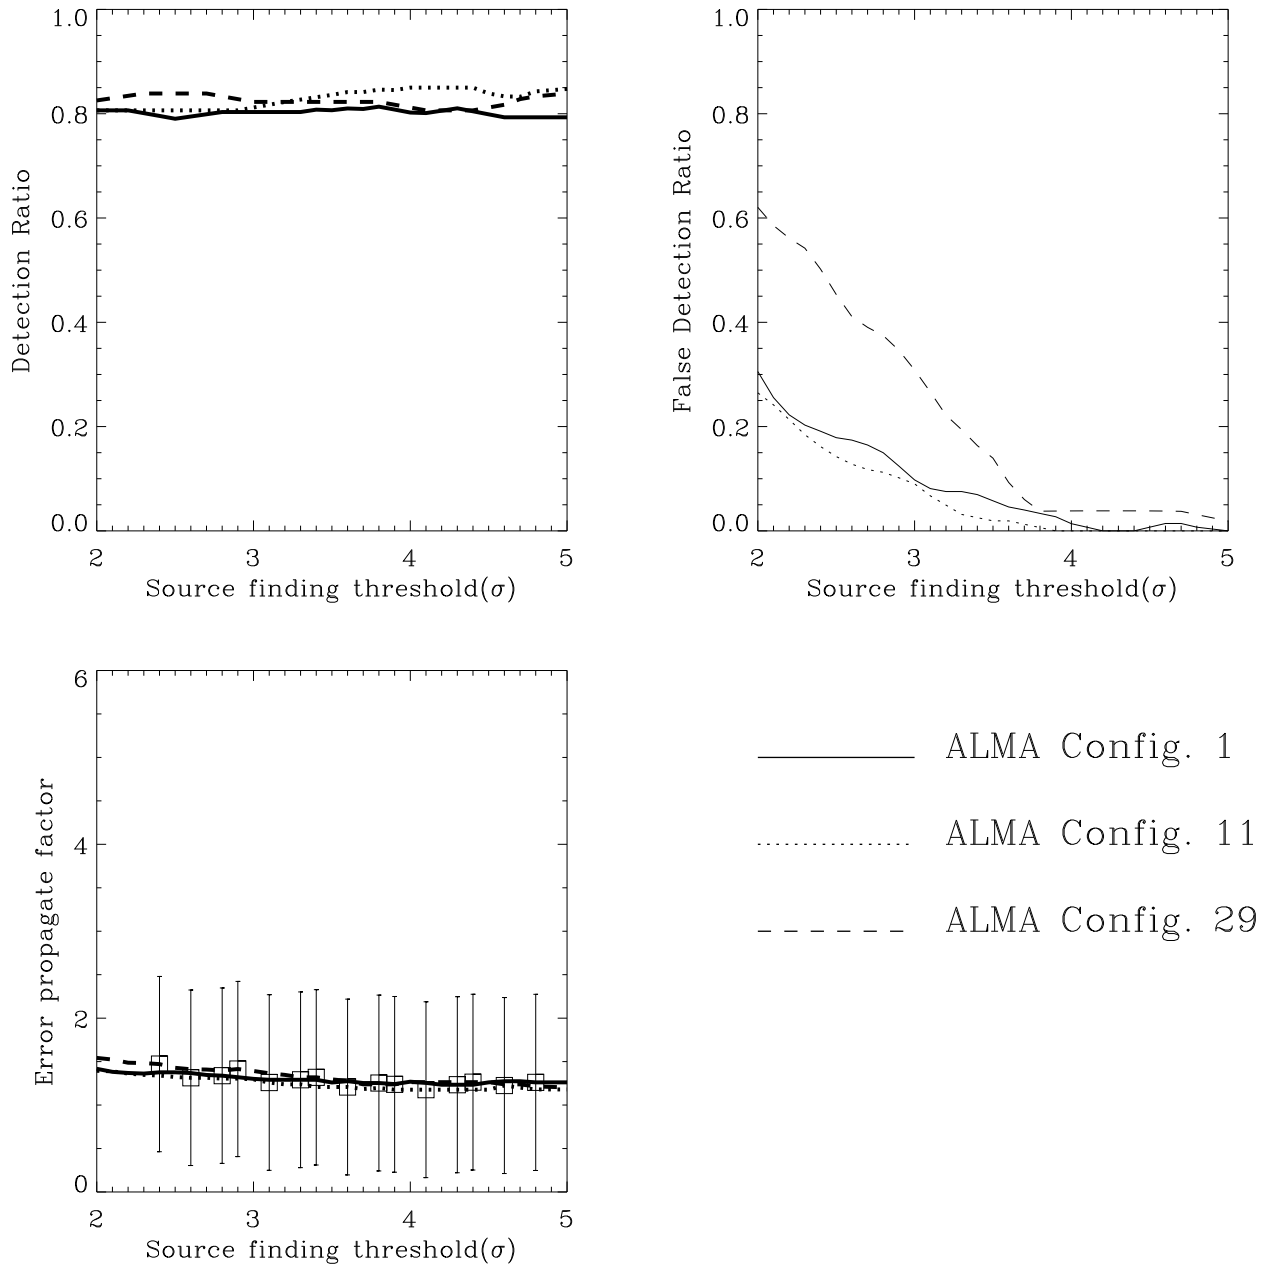 1.0
0.8
0.6
0.4
0.2
0.0
Detection Ratio
2 3 4 5
Source finding threshold(σ)
1.0
0.8
0.6
0.4
0.2
0.0
False Detection Ratio
2 3 4 5
Source finding threshold(σ)
6
4
2
0
Error propagate factor
2 3 4 5
Source finding threshold(σ)
ALMA Config. 1
ALMA Config. 11
ALMA Config. 29